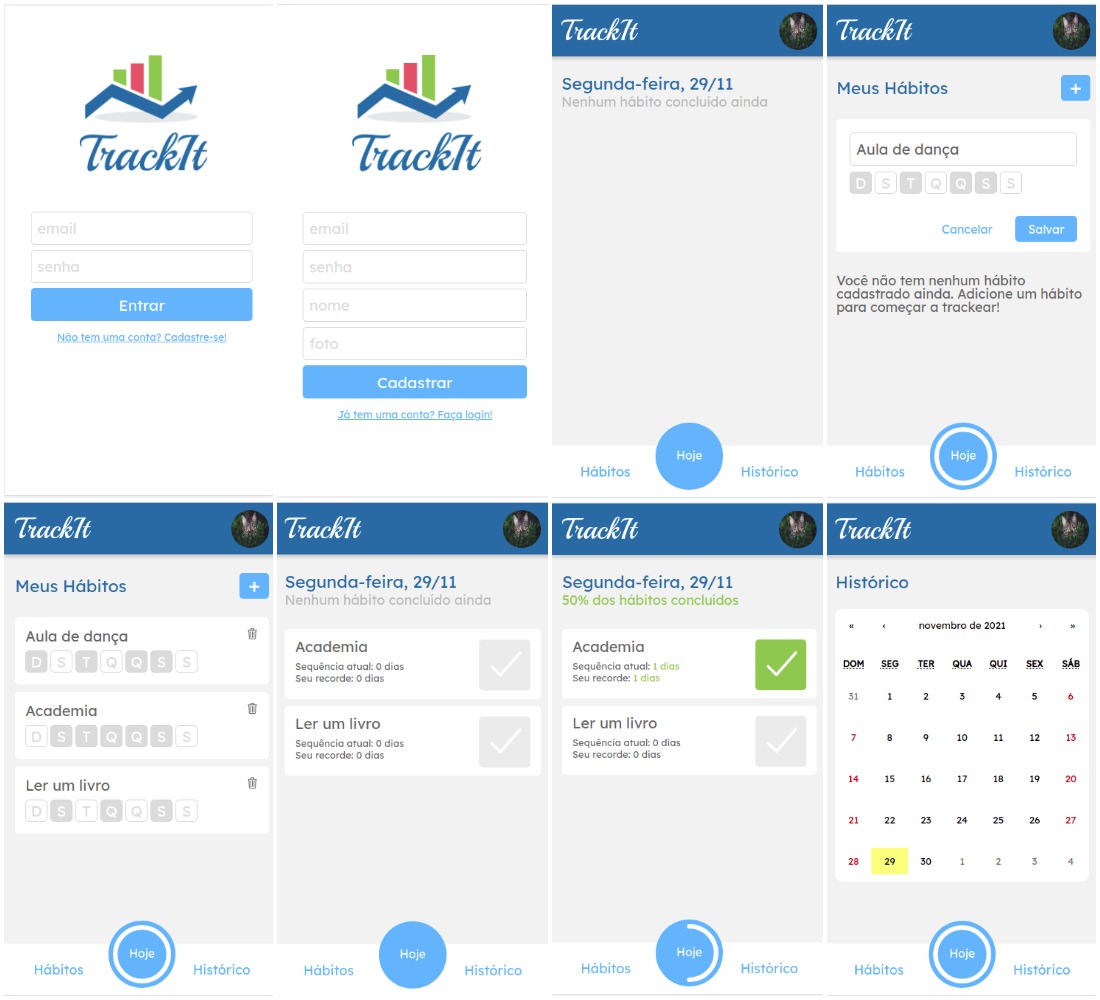 TrackIt
email
senha
Entrar
Não tem uma conta? Cadastre-se!
TrackIt
email
senha
nome
foto
Cadastrar
Já tem uma conta? Faça login!
TrackIt
Segunda-feira, 29/11
Nenhum hábito concluído ainda
Hábitos Hoje Histórico
TrackIt
Meus Hábitos +
Aula de dança
D S T Q Q S S
Cancelar Salvar
Você não tem nenhum hábito
cadastrado ainda. Adicione um hábito
para começar a trackear!
Hábitos Hoje Histórico
TrackIt
Meus Hábitos +
Aula de dança
D S T Q Q S S
Academia
D S T Q Q S S
Ler um livro
D S T Q Q S S
Hábitos Hoje Histórico
TrackIt
Segunda-feira, 29/11
Nenhum hábito concluído ainda
Academia
Sequência atual: 0 dias
Seu recorde: 0 dias
Ler um livro
Sequência atual: 0 dias
Seu recorde: 0 dias
Hábitos Hoje Histórico
TrackIt
Segunda-feira, 29/11
50% dos hábitos concluídos
Academia
Sequência atual: 1 dias
Seu recorde: 1 dias
Ler um livro
Sequência atual: 0 dias
Seu recorde: 0 dias
Hábitos Hoje Histórico
TrackIt
Histórico
« ‹ novembro de 2021 › »
DOM SEG TER QUA QUI SEX SÁB
31 1 2 3 4 5 6
7 8 9 10 11 12 13
14 15 16 17 18 19 20
21 22 23 24 25 26 27
28 29 30 1 2 3 4
Hábitos Hoje Histórico